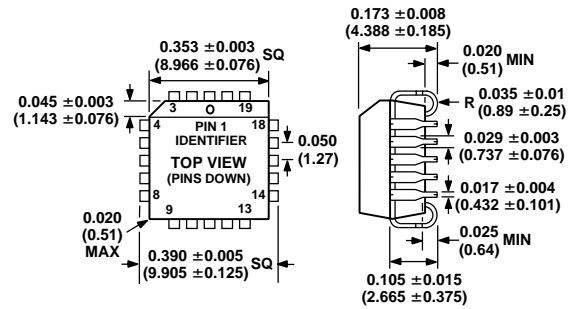 0.173 ±0.008
(4.388 ±0.185)
0.353 ±0.003 SQ
(8.966 ±0.076)
0.020 MIN
(0.51)
0.045 ±0.003
(1.143 ±0.076)
3
19
R 0.035 ±0.01
(0.89 ±0.25)
4
PIN 1
IDENTIFIER
18
0.050
(1.27)
0.029 ±0.003
(0.737 ±0.076)
TOP VIEW
(PINS DOWN)
8
14
0.017 ±0.004
(0.432 ±0.101)
9
13
0.020
(0.51)
MAX
0.025 MIN
(0.64)
0.390 ±0.005 SQ
(9.905 ±0.125)
0.105 ±0.015
(2.665 ±0.375)